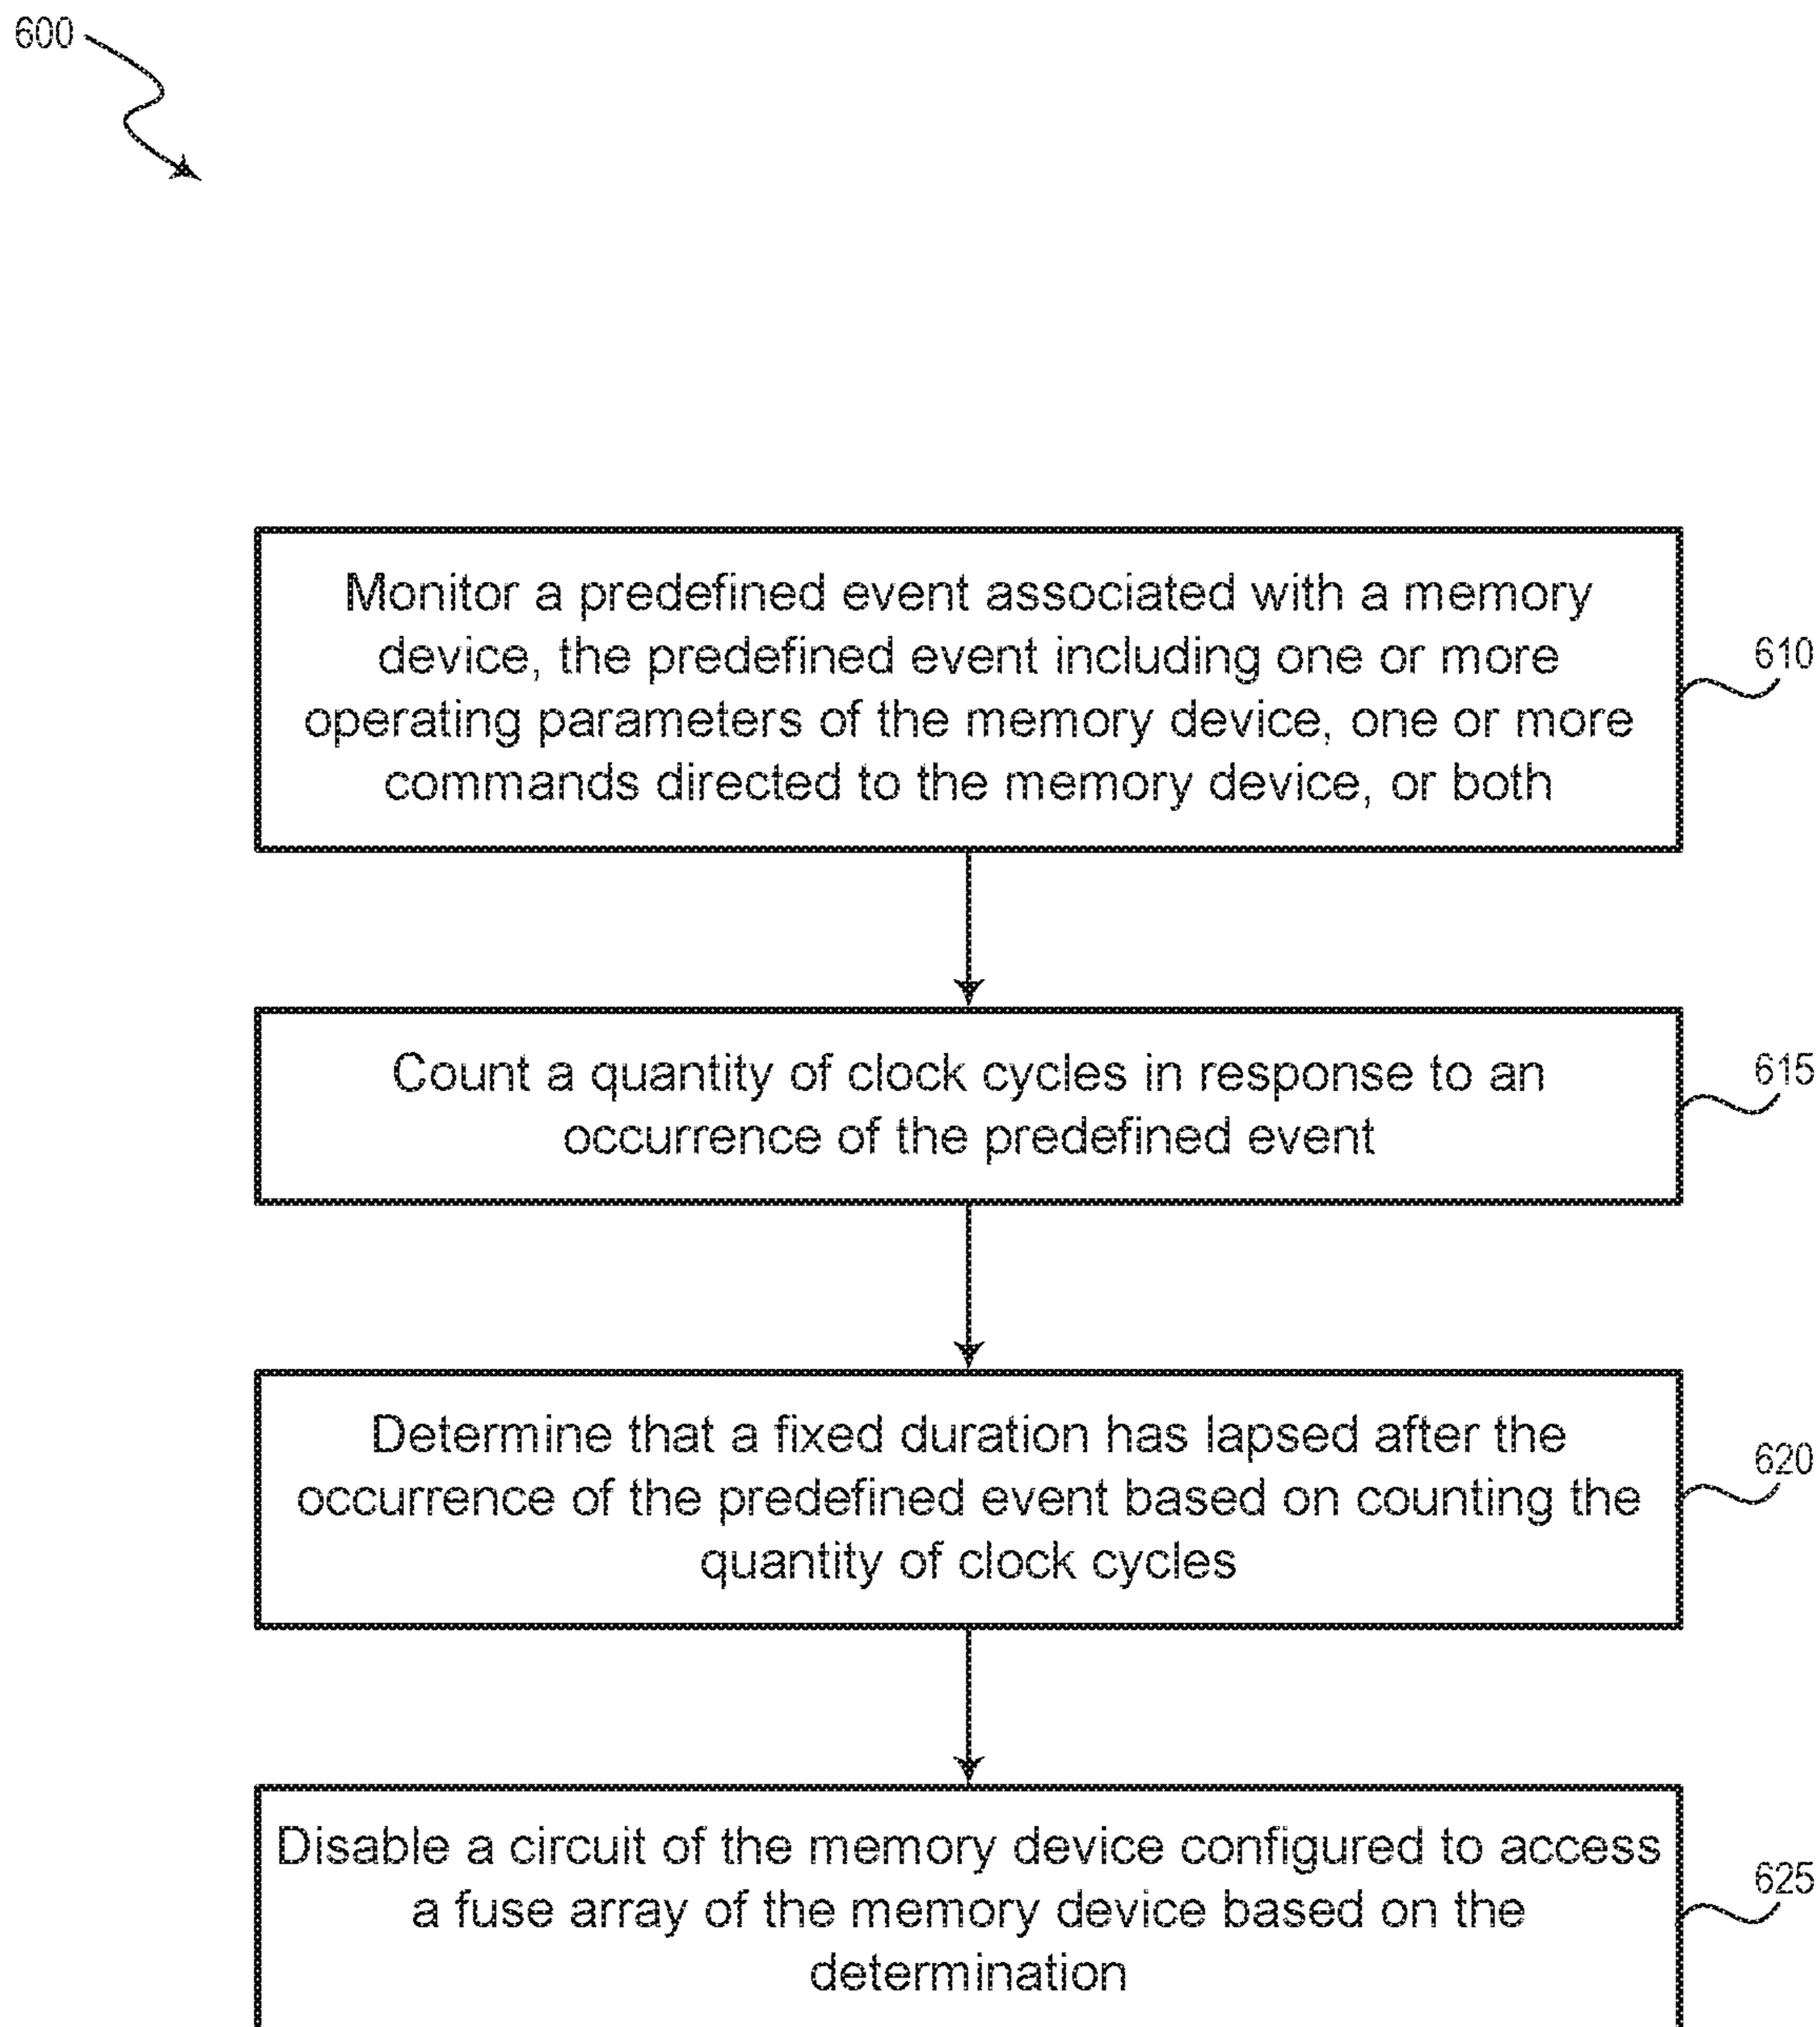 600
Monitor a predefined event associated with a memory
device, the predefined event including one or more
operating parameters of the memory device, one or more
commands directed to the memory device, or both
610
Count a quantity of clock cycles in response to an
occurrence of the predefined event
615
Determine that a fixed duration has lapsed after the
occurrence of the predefined event based on counting the
quantity of clock cycles
620
Disable a circuit of the memory device configured to access
a fuse array of the memory device based on the
determination
625